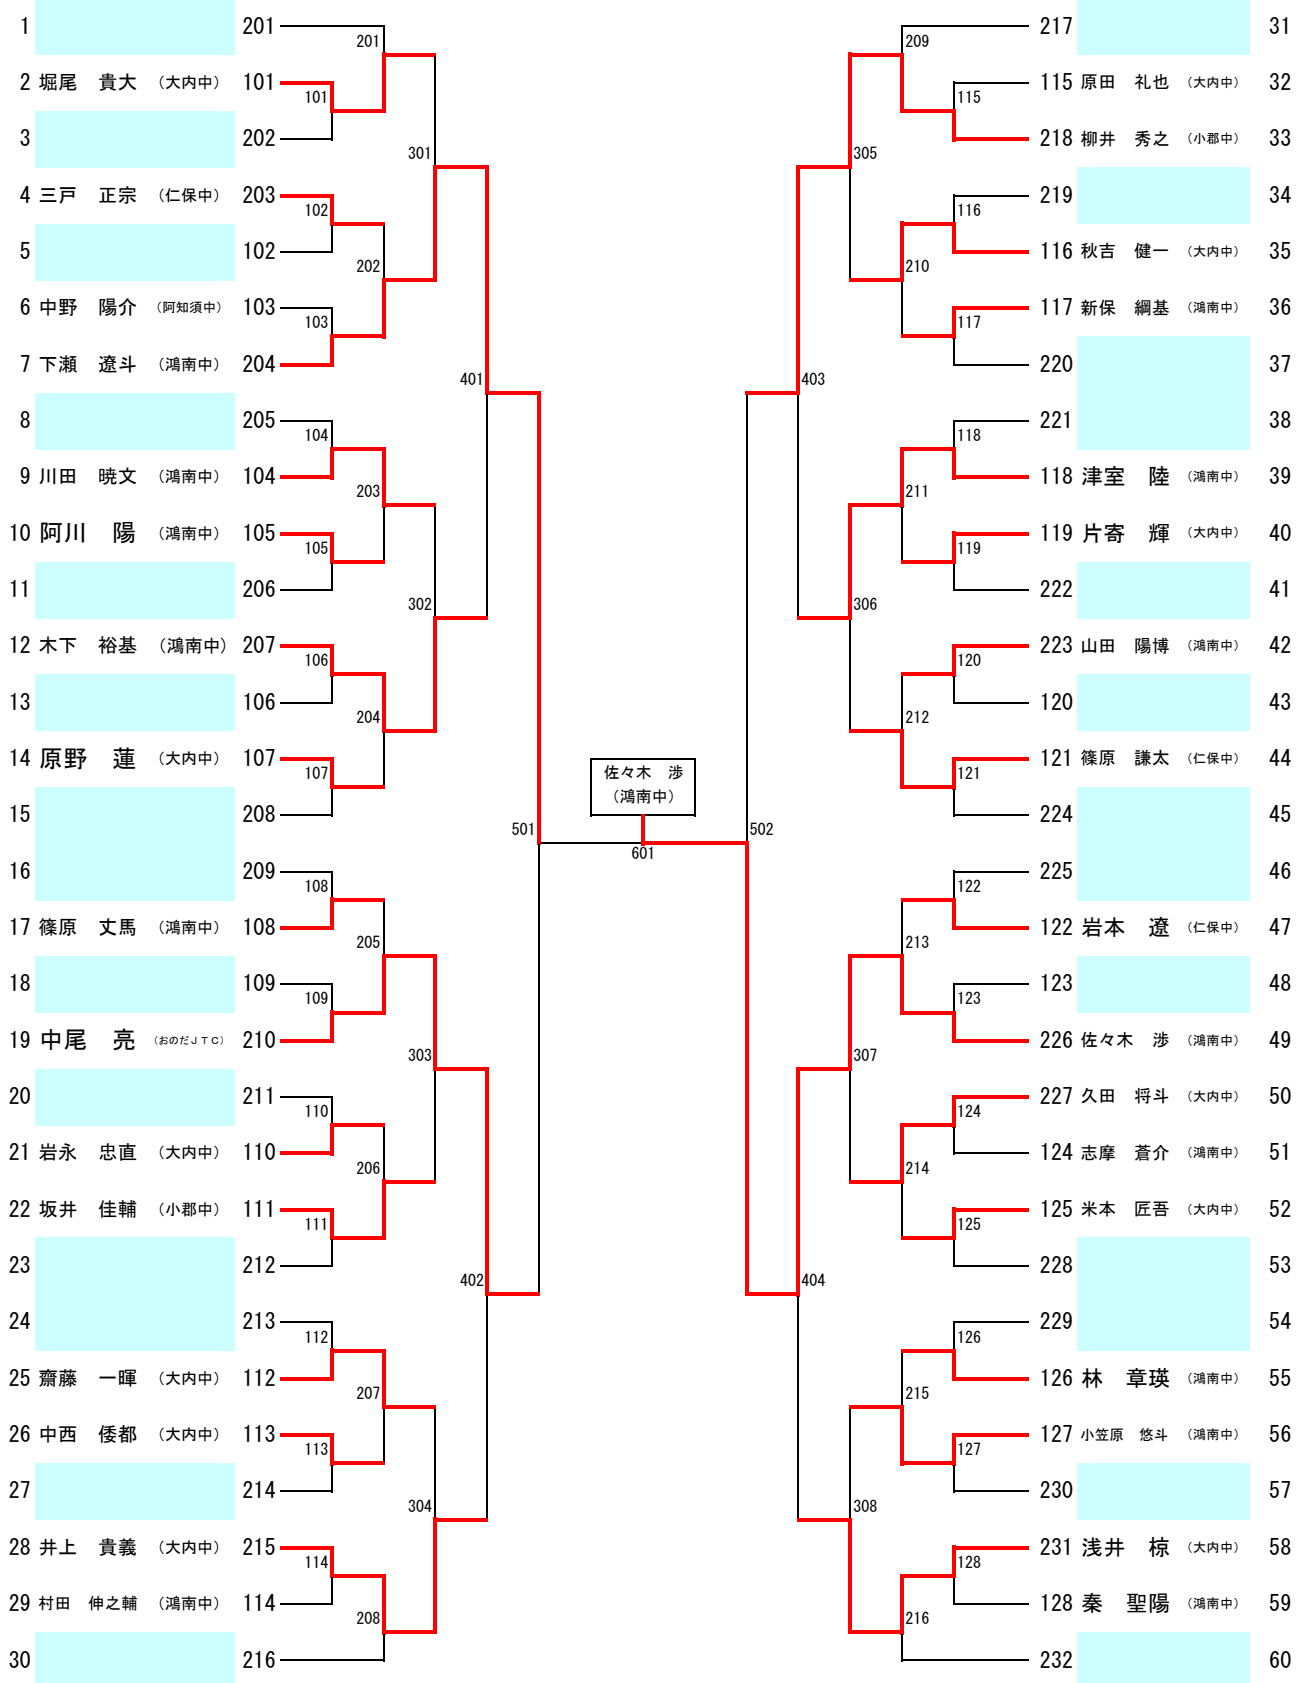 1 201
2 堀尾 貴大 （大内中） 101
3 202
4 三戸 正宗 （仁保中） 203
5 102
6 中野 陽介 （阿知須中） 103
7 下瀬 遼斗 （鴻南中） 204
8 205
9 川田 暁文 （鴻南中） 104
10 阿川 陽 （鴻南中） 105
11 206
12 木下 裕基 （鴻南中） 207
13 106
14 原野 蓮 （大内中） 107
15 208
16 209
17 篠原 丈馬 （鴻南中） 108
18 109
19 中尾 亮 （おのだＪＴＣ） 210
20 211
21 岩永 忠直 （大内中） 110
22 坂井 佳輔 （小郡中） 111
23 212
24 213
25 齋藤 一暉 （大内中） 112
26 中西 倭都 （大内中） 113
27 214
28 井上 貴義 （大内中） 215
29 村田 伸之輔 （鴻南中） 114
30 216
101
102
103
104
105
106
107
108
109
110
111
112
113
114
201
202
203
204
205
206
207
208
301
302
303
304
401
402
501
佐々木 渉
（鴻南中）
601
502
403
404
305
306
307
308
209
210
211
212
213
214
215
216
115
116
117
118
119
120
121
122
123
124
125
126
127
128
217 31
115 原田 礼也 （大内中） 32
218 柳井 秀之 （小郡中） 33
219 34
116 秋吉 健一 （大内中） 35
117 新保 綱基 （鴻南中） 36
220 37
221 38
118 津室 陸 （鴻南中） 39
119 片寄 輝 （大内中） 40
222 41
223 山田 陽博 （鴻南中） 42
120 43
121 篠原 謙太 （仁保中） 44
224 45
225 46
122 岩本 遼 （仁保中） 47
123 48
226 佐々木 渉 （鴻南中） 49
227 久田 将斗 （大内中） 50
124 志摩 蒼介 （鴻南中） 51
125 米本 匠吾 （大内中） 52
228 53
229 54
126 林 章瑛 （鴻南中） 55
127 小笠原 悠斗 （鴻南中） 56
230 57
231 浅井 椋 （大内中） 58
128 秦 聖陽 （鴻南中） 59
232 60